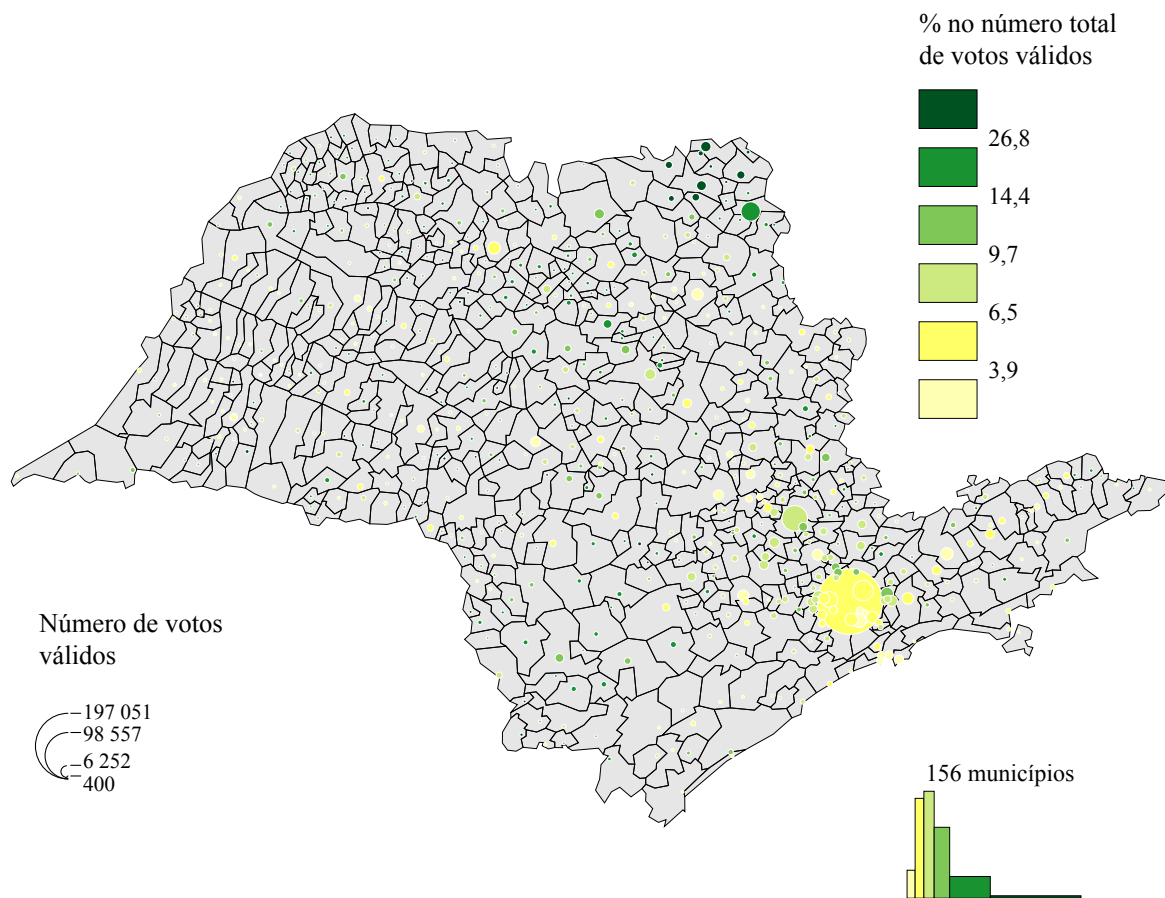 % no número total
de votos válidos
26,8
14,4
9,7
6,5
3,9
Número de votos
válidos
197 051
98 557
6 252
400
156 municípios